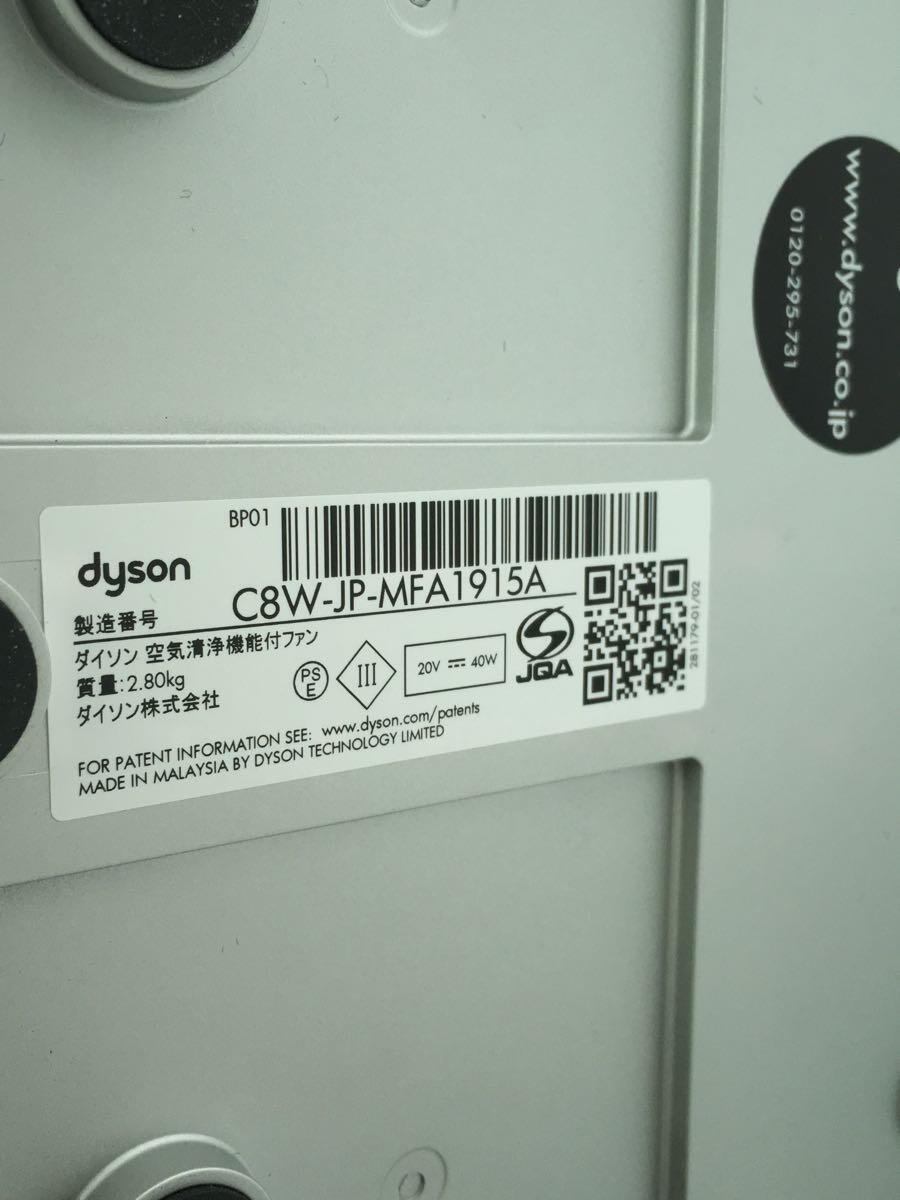 www.dyson.co.jp
0120-295-731
BP01
dyson
製造番号 C8W-JP-MFA1915A
ダイソン 空気清浄機能付ファン
質量:2.80kg
ダイソン株式会社
PS
E
III
20V ⎓ 40W
JQA
281179-01/02
FOR PATENT INFORMATION SEE: www.dyson.com/patents
MADE IN MALAYSIA BY DYSON TECHNOLOGY LIMITED